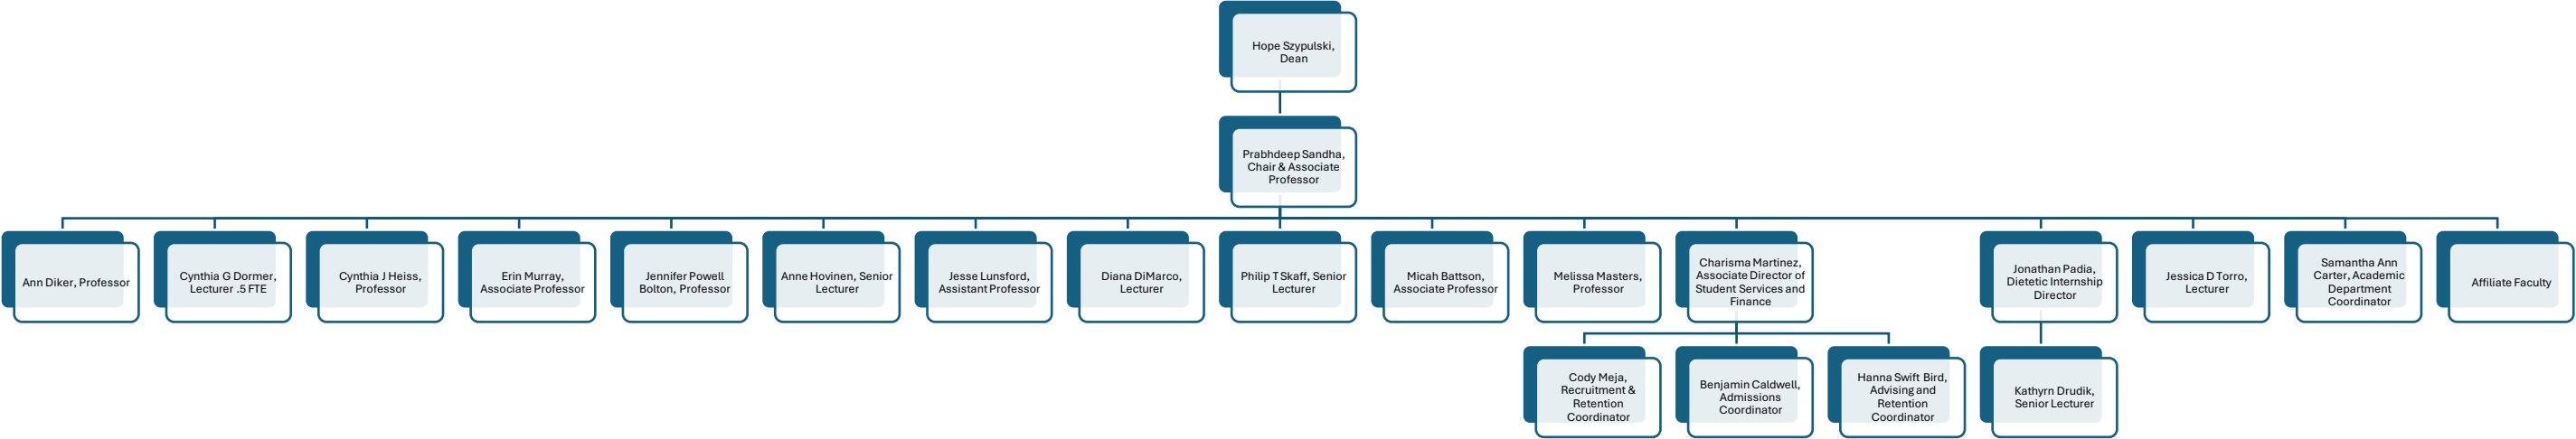 Hope Szypulski,
Dean
Prabhdeep Sandha,
Chair & Associate
Professor
Ann Diker, Professor
Cynthia G Dormer,
Lecturer .5 FTE
Cynthia J Heiss,
Professor
Erin Murray,
Associate Professor
Jennifer Powell
Bolton, Professor
Anne Hovinen, Senior
Lecturer
Jesse Lunsford,
Assistant Professor
Diana DiMarco,
Lecturer
Philip T Skaff, Senior
Lecturer
Micah Battson,
Associate Professor
Melissa Masters,
Professor
Charisma Martinez,
Associate Director of
Student Services and
Finance
Jonathan Padia,
Dietetic Internship
Director
Jessica D Torro,
Lecturer
Samantha Ann
Carter, Academic
Department
Coordinator
Affiliate Faculty
Cody Meja,
Recruitment &
Retention
Coordinator
Benjamin Caldwell,
Admissions
Coordinator
Hanna Swift Bird,
Advising and
Retention
Coordinator
Kathyrn Drudik,
Senior Lecturer